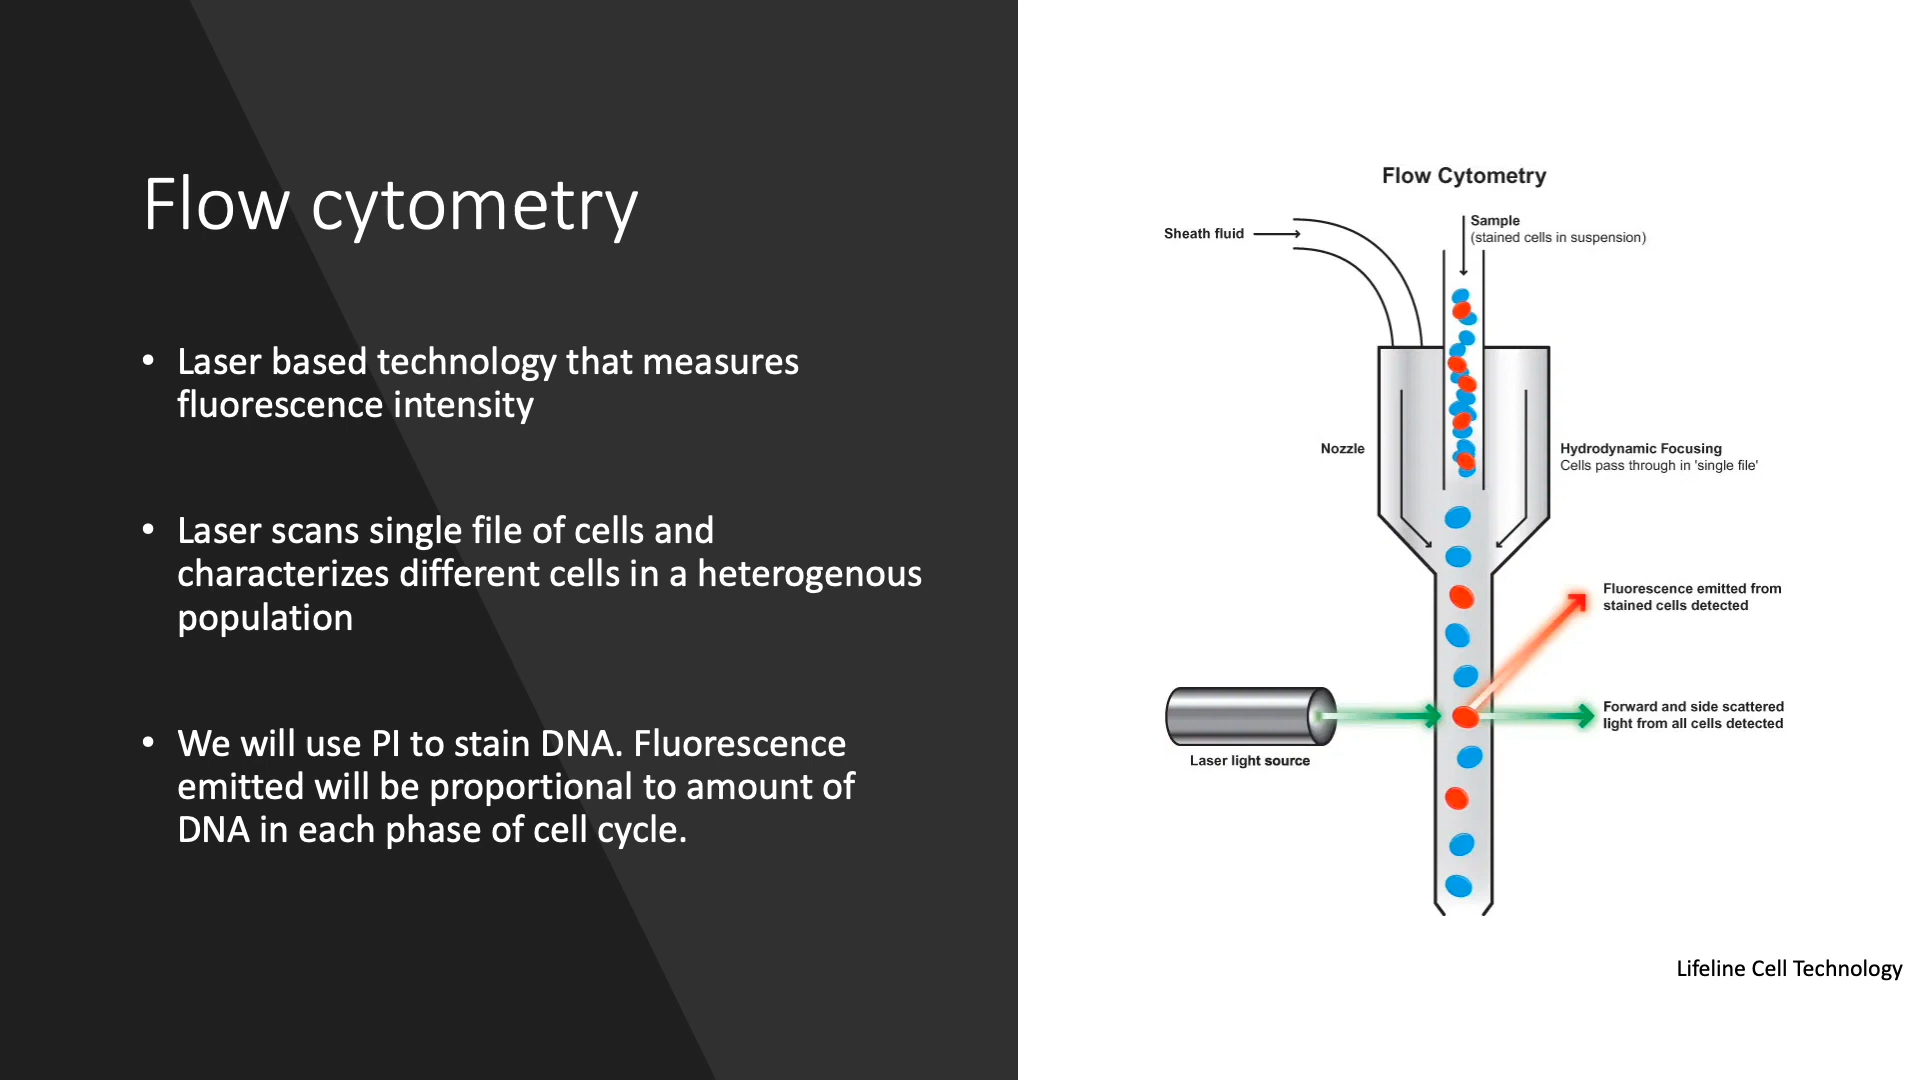 Flow cytometry
• Laser based technology that measures
fluorescence intensity
• Laser scans single file of cells and
characterizes different cells in a heterogenous
population
• We will use PI to stain DNA. Fluorescence
emitted will be proportional to amount of
DNA in each phase of cell cycle.
Flow Cytometry
Sheath fluid
Sample
(stained cells in suspension)
Nozzle
Hydrodynamic Focusing
Cells pass through in 'single file'
Fluorescence emitted from
stained cells detected
Forward and side scattered
light from all cells detected
Laser light source
Lifeline Cell Technology